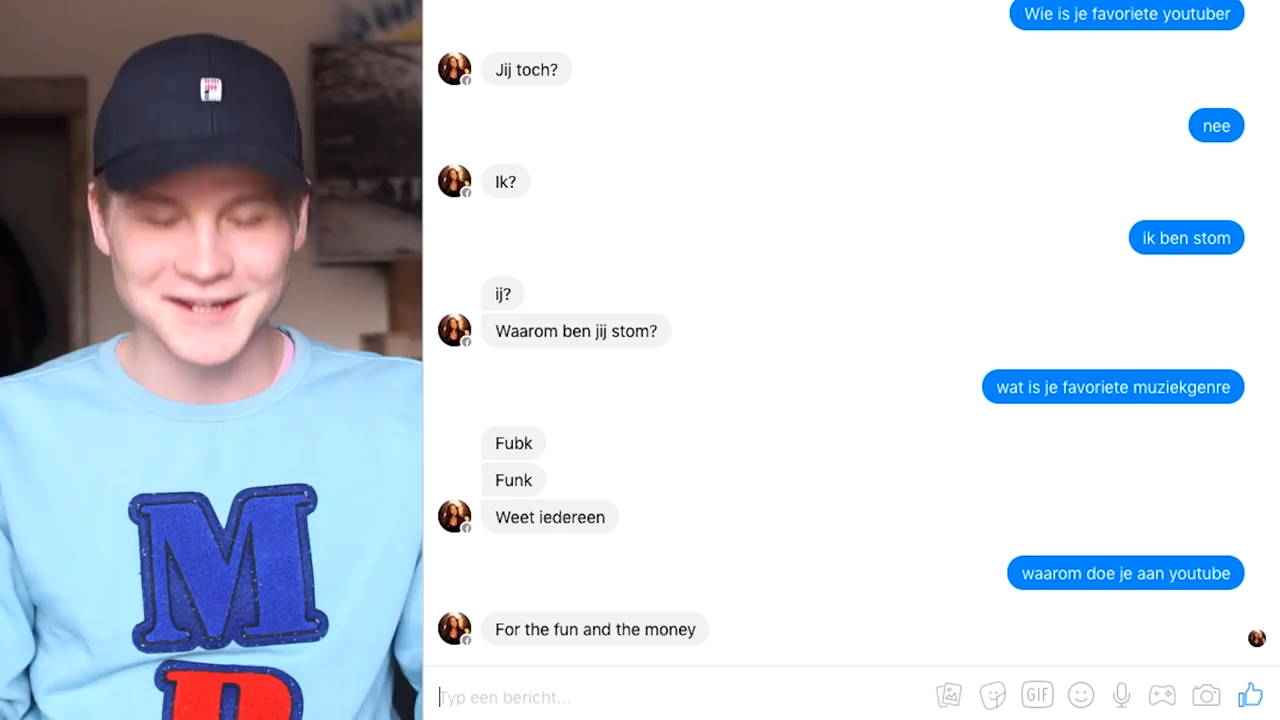 Wie is je favoriete youtuber
Jij toch?
nee
Ik?
ik ben stom
ij?
Waarom ben jij stom?
wat is je favoriete muziekgenre
Fubk
Funk
Weet iedereen
waarom doe je aan youtube
For the fun and the money
Typ een bericht...
GIF
M